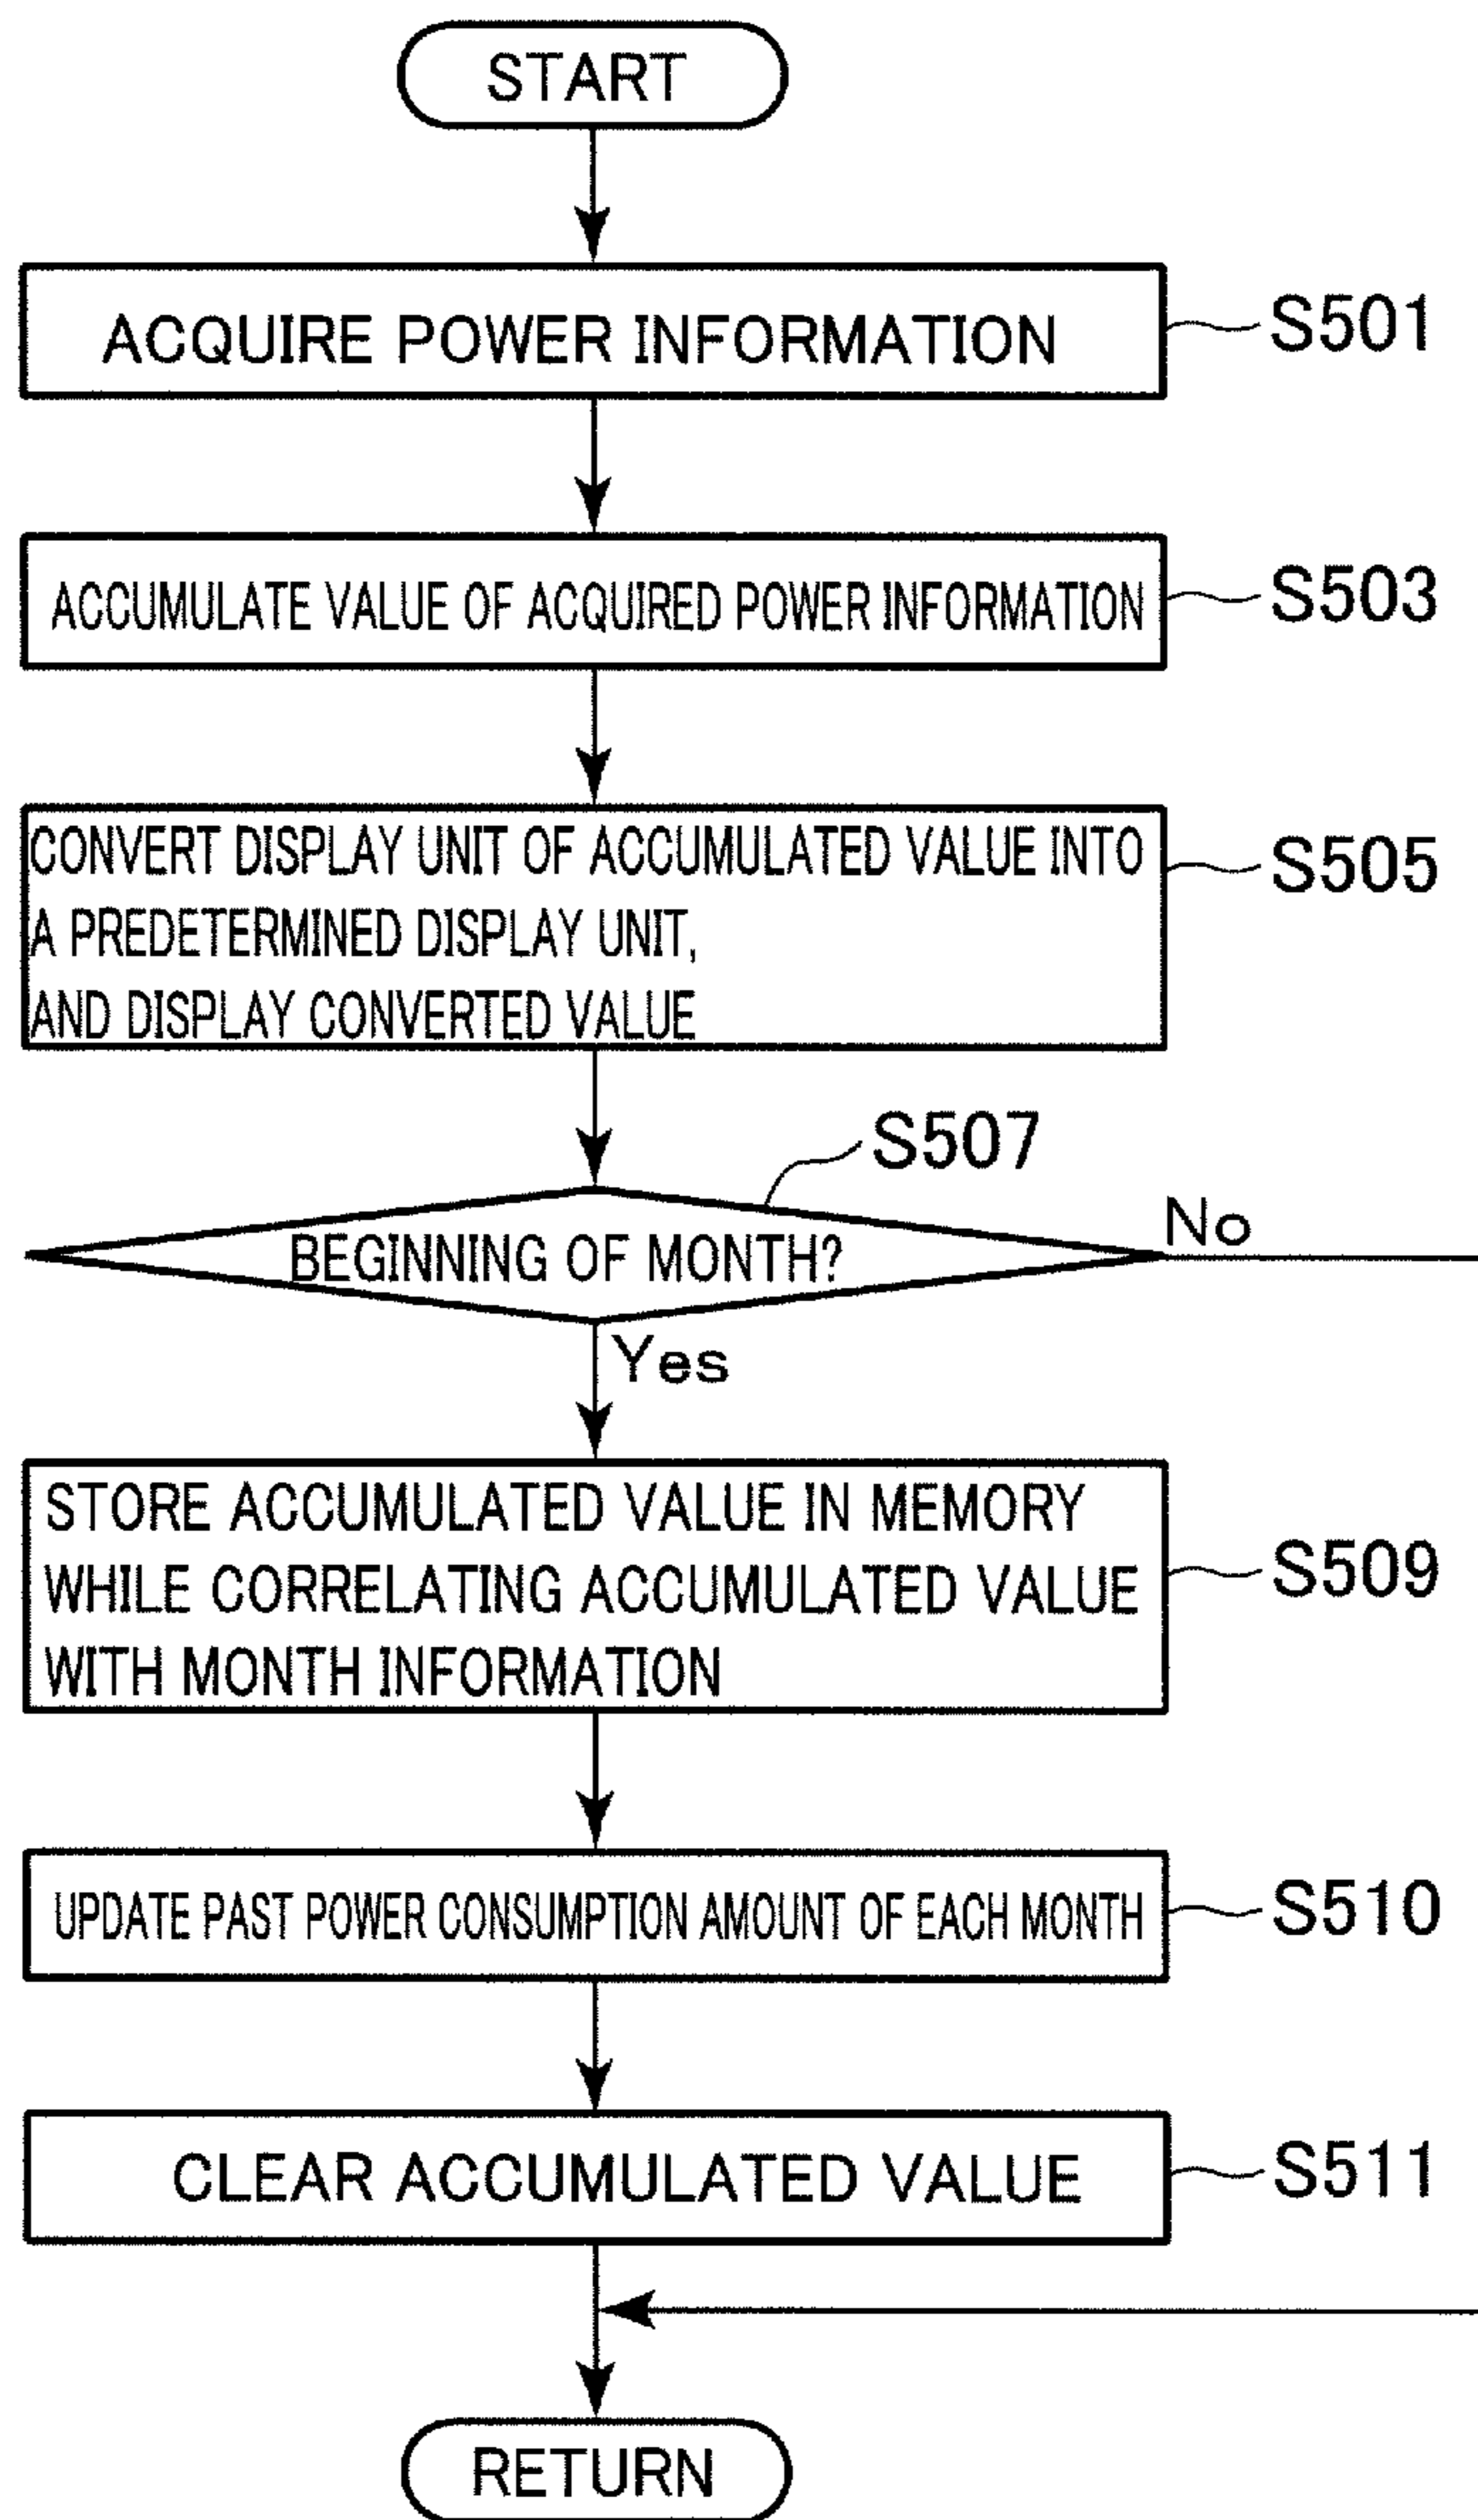 START
ACQUIRE POWER INFORMATION
S501
ACCUMULATE VALUE OF ACQUIRED POWER INFORMATION
S503
CONVERT DISPLAY UNIT OF ACCUMULATED VALUE INTO
A PREDETERMINED DISPLAY UNIT,
AND DISPLAY CONVERTED VALUE
S505
S507
BEGINNING OF MONTH?
No
Yes
STORE ACCUMULATED VALUE IN MEMORY
WHILE CORRELATING ACCUMULATED VALUE
WITH MONTH INFORMATION
S509
UPDATE PAST POWER CONSUMPTION AMOUNT OF EACH MONTH
S510
CLEAR ACCUMULATED VALUE
S511
RETURN